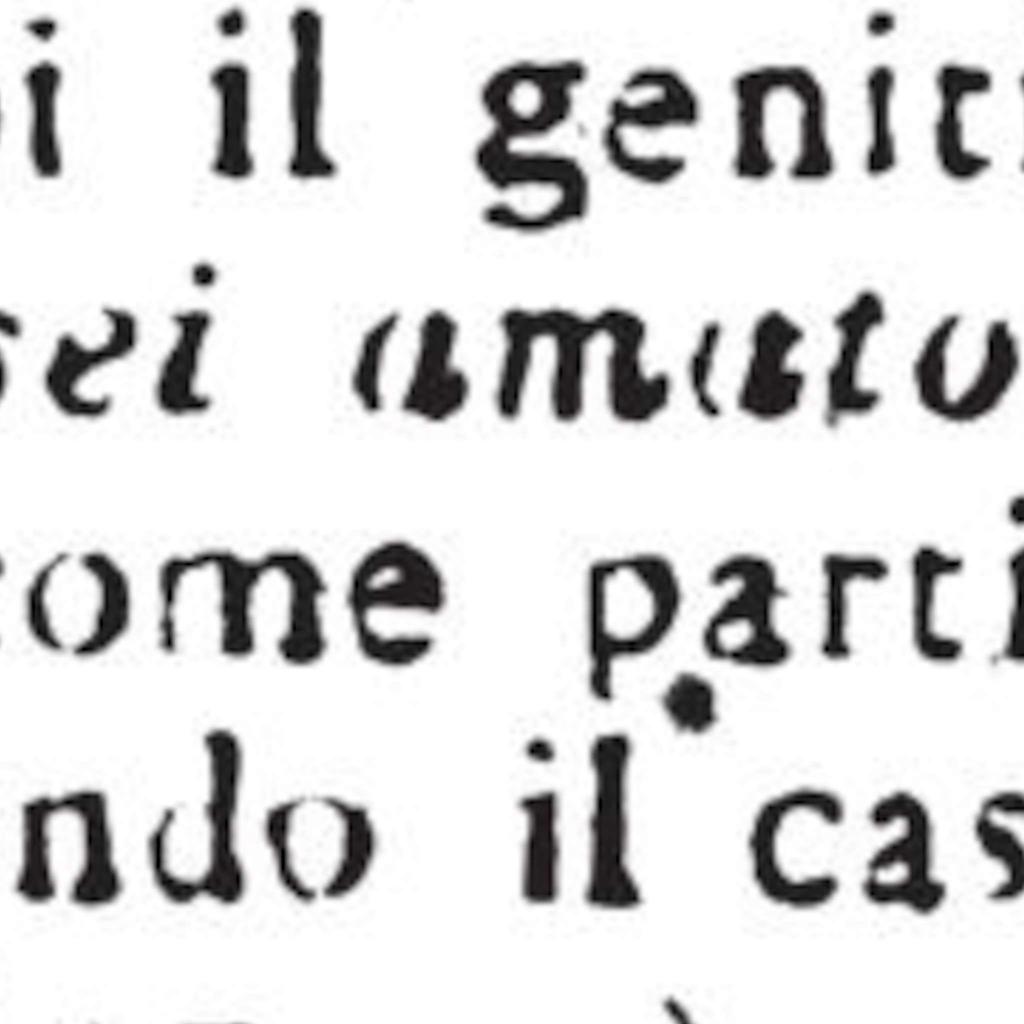 i il genit
sei amato
ome parti
ndo il cas